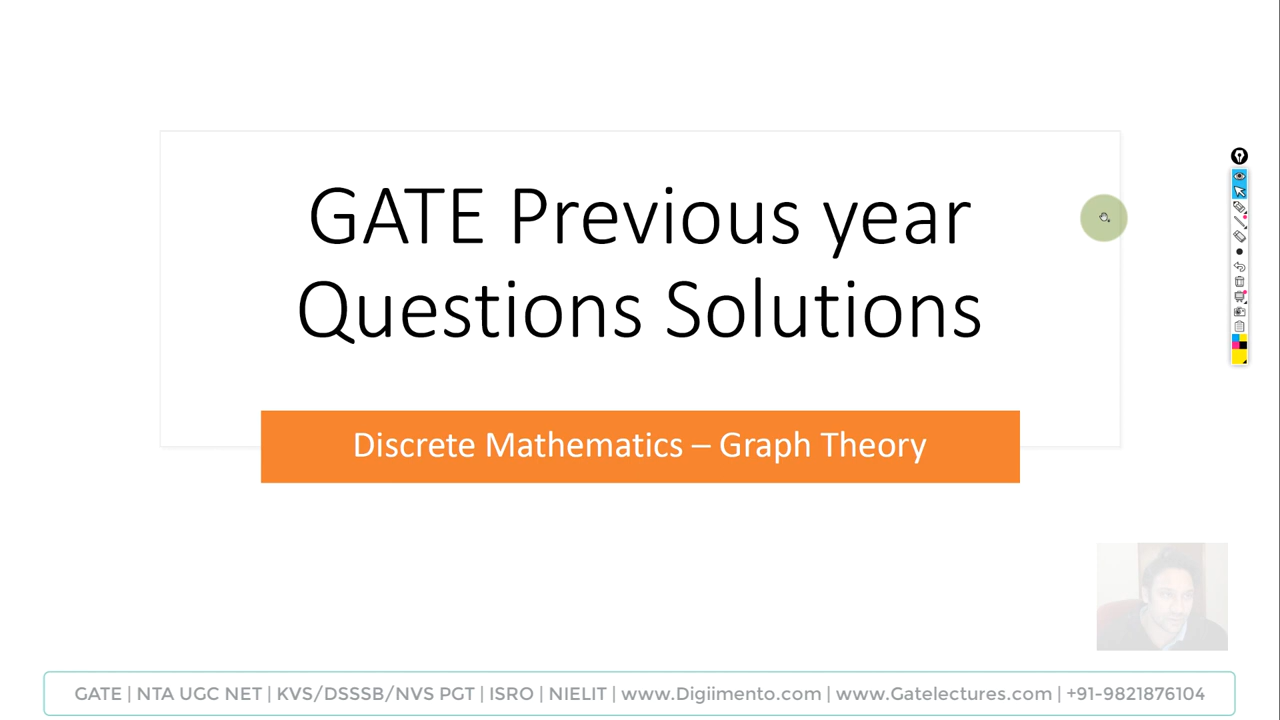 GATE Previous year
Questions Solutions
Discrete Mathematics – Graph Theory
GATE | NTA UGC NET | KVS/DSSSB/NVS PGT | ISRO | NIELIT | www.Digiimento.com | www.Gatelectures.com | +91-9821876104